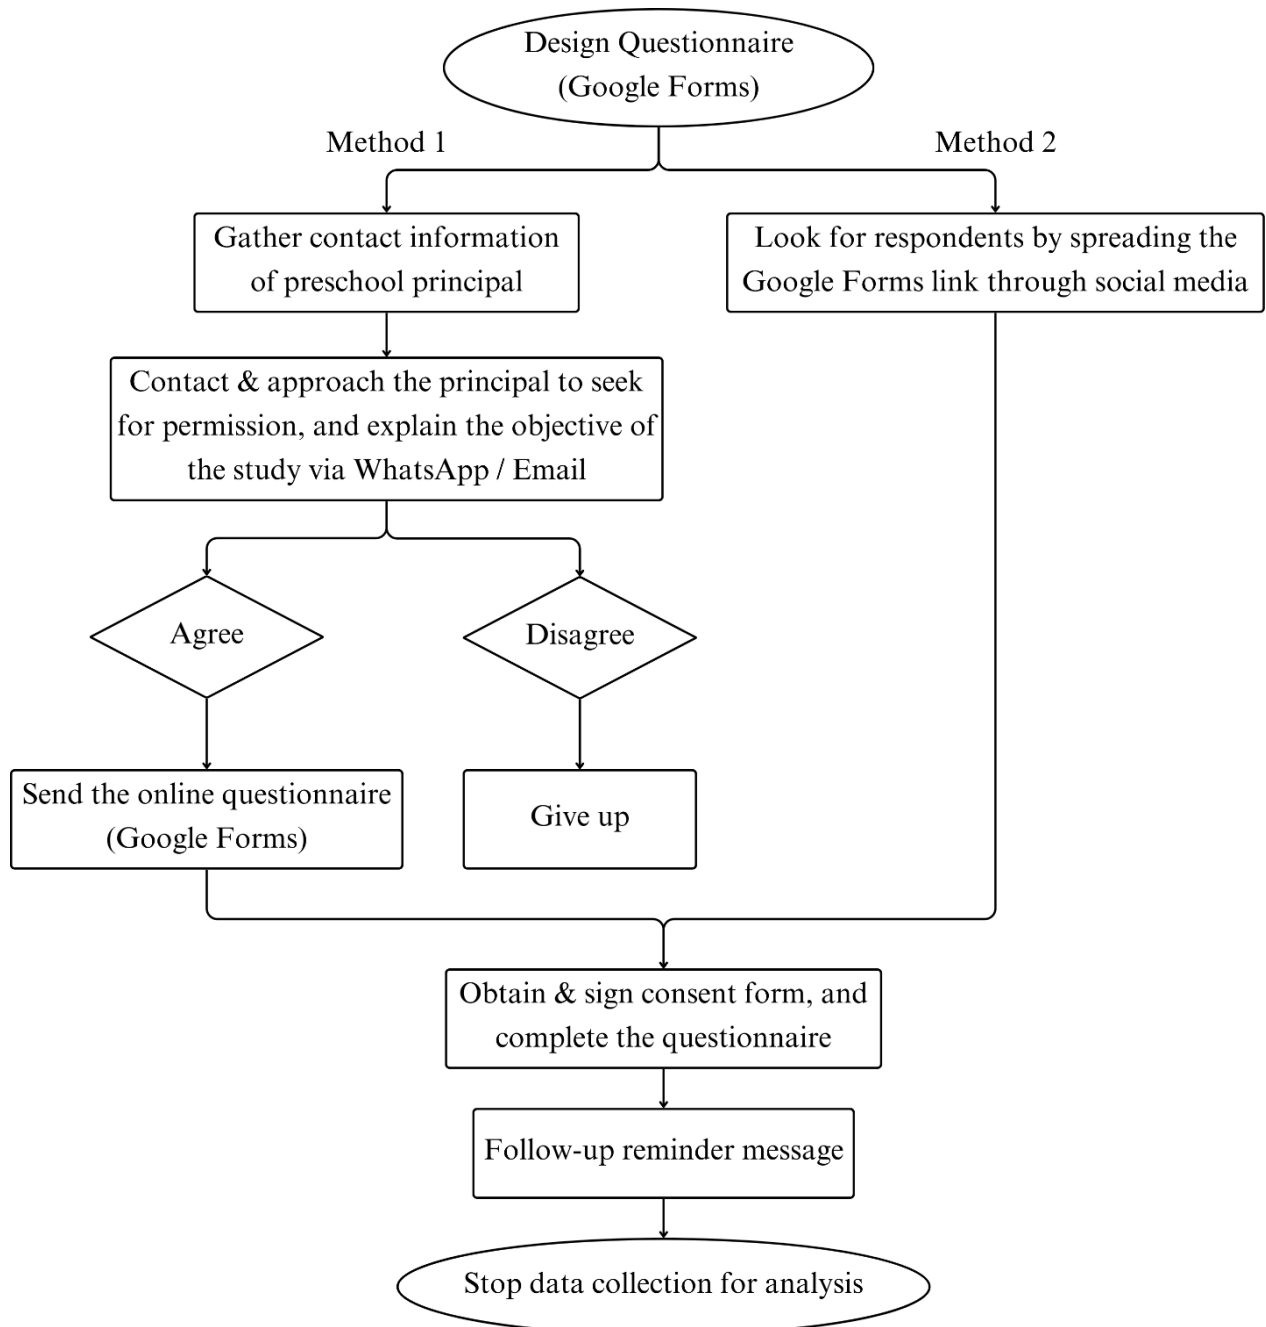 Design Questionnaire
(Google Forms)
Method 1
Method 2
Gather contact information
of preschool principal
Look for respondents by spreading the
Google Forms link through social media
Contact & approach the principal to seek
for permission, and explain the objective of
the study via WhatsApp / Email
Agree
Disagree
Send the online questionnaire
(Google Forms)
Give up
Obtain & sign consent form, and
complete the questionnaire
Follow-up reminder message
Stop data collection for analysis